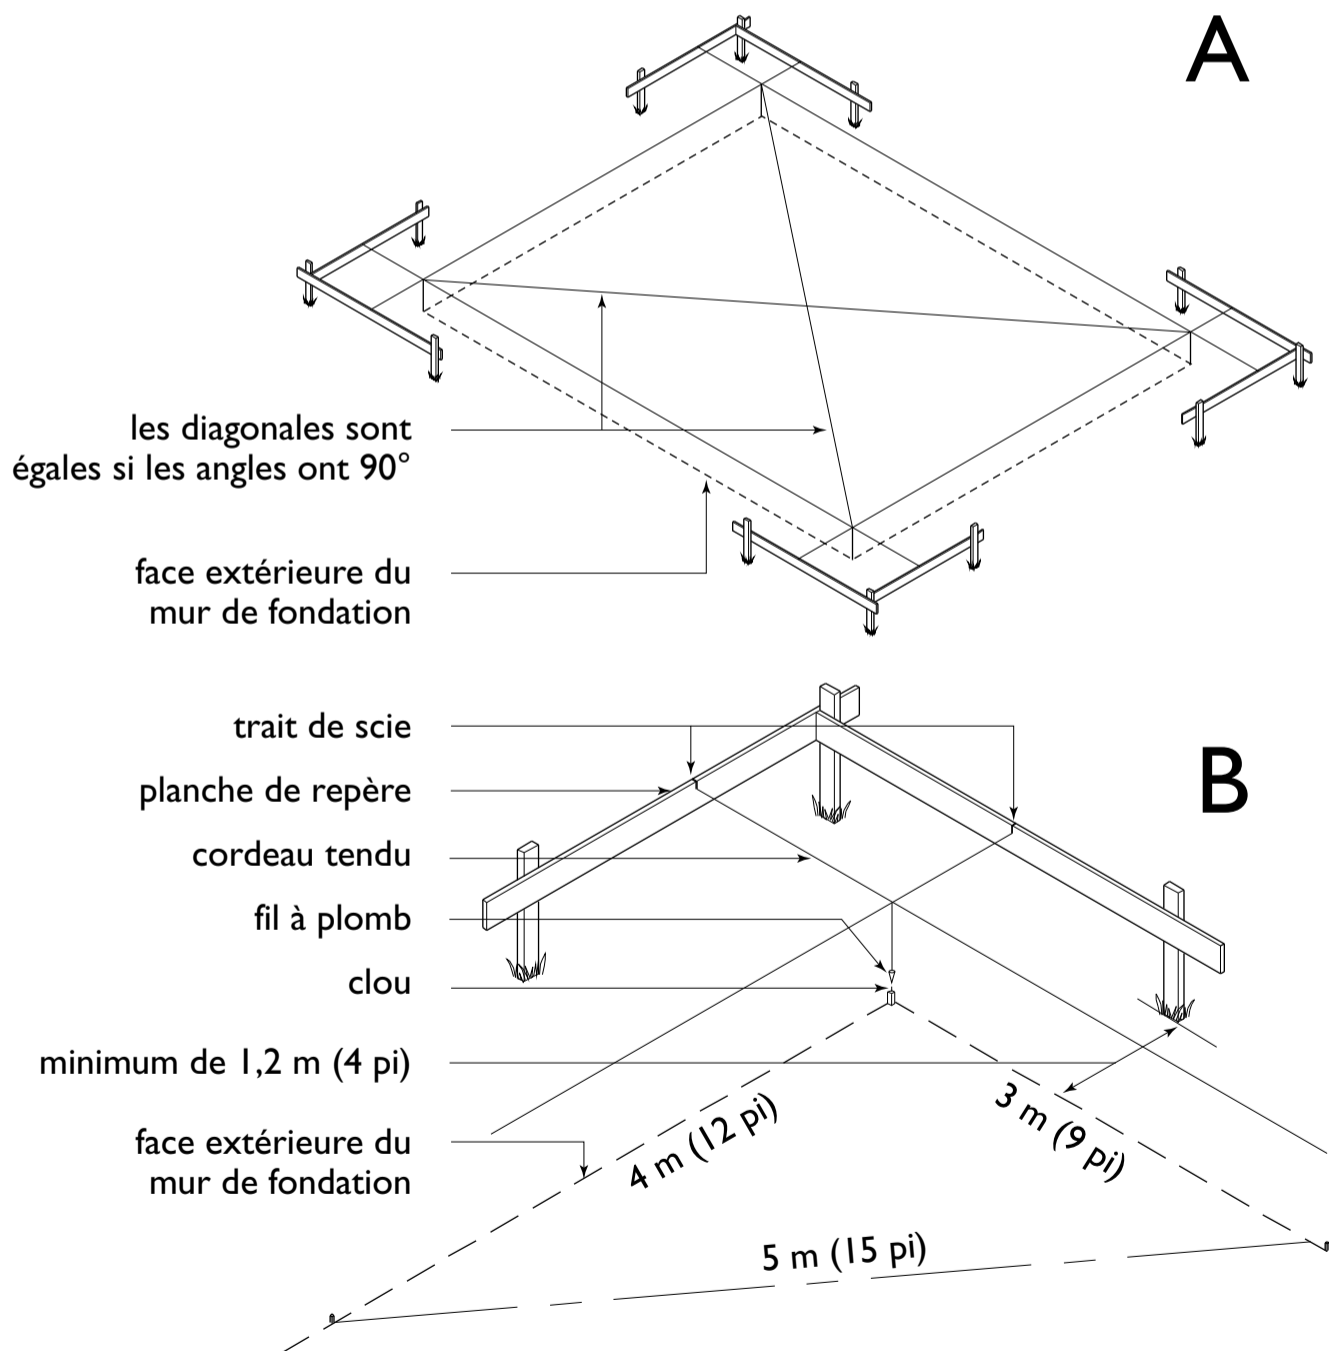 A
les diagonales sont
égales si les angles ont 90°
face extérieure du
mur de fondation
trait de scie
planche de repère
B
cordeau tendu
fil à plomb
clou
minimum de 1,2 m (4 pi)
3 m (9 pi)
4 m (12 pi)
face extérieure du
mur de fondation
5 m (15 pi)